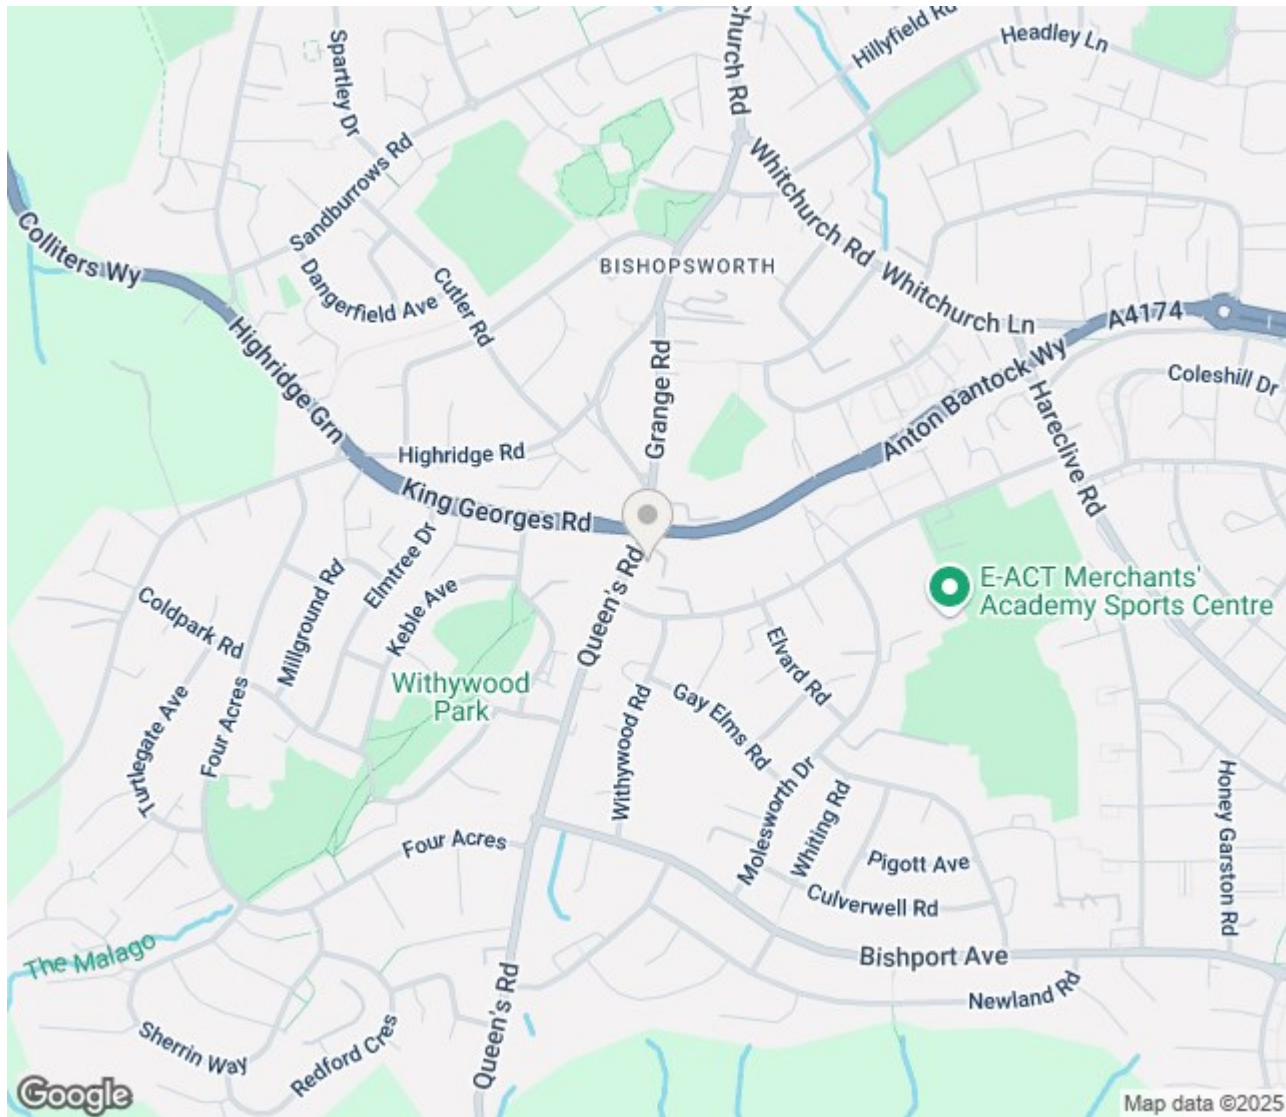 Church Rd
Hillyfield Rd
Headley Ln
Spartley Dr
Sandburrows Rd
Whitchurch Rd
Colliters Wy
BISHOPSWORTH
Dangerfield Ave
Cutler Rd
Whitchurch Ln
A4174
Highridge Grn
Grange Rd
Anton Bantock Wy
Coleshill Dr
Hareclive Rd
Highridge Rd
King Georges Rd
Elmtree Dr
Queen's Rd
E-ACT Merchants'
Academy Sports Centre
Coldpark Rd
Millground Rd
Keble Ave
Elvard Rd
Withywood
Park
Turtlegate Ave
Four Acres
Withywood Rd
Gay Elms Rd
Molesworth Dr
Whiting Rd
Honey Garston Rd
Four Acres
Pigott Ave
Culverwell Rd
The Malago
Bishport Ave
Queen's Rd
Newland Rd
Sherrin Way
Redford Cres
Google
Map data ©2025